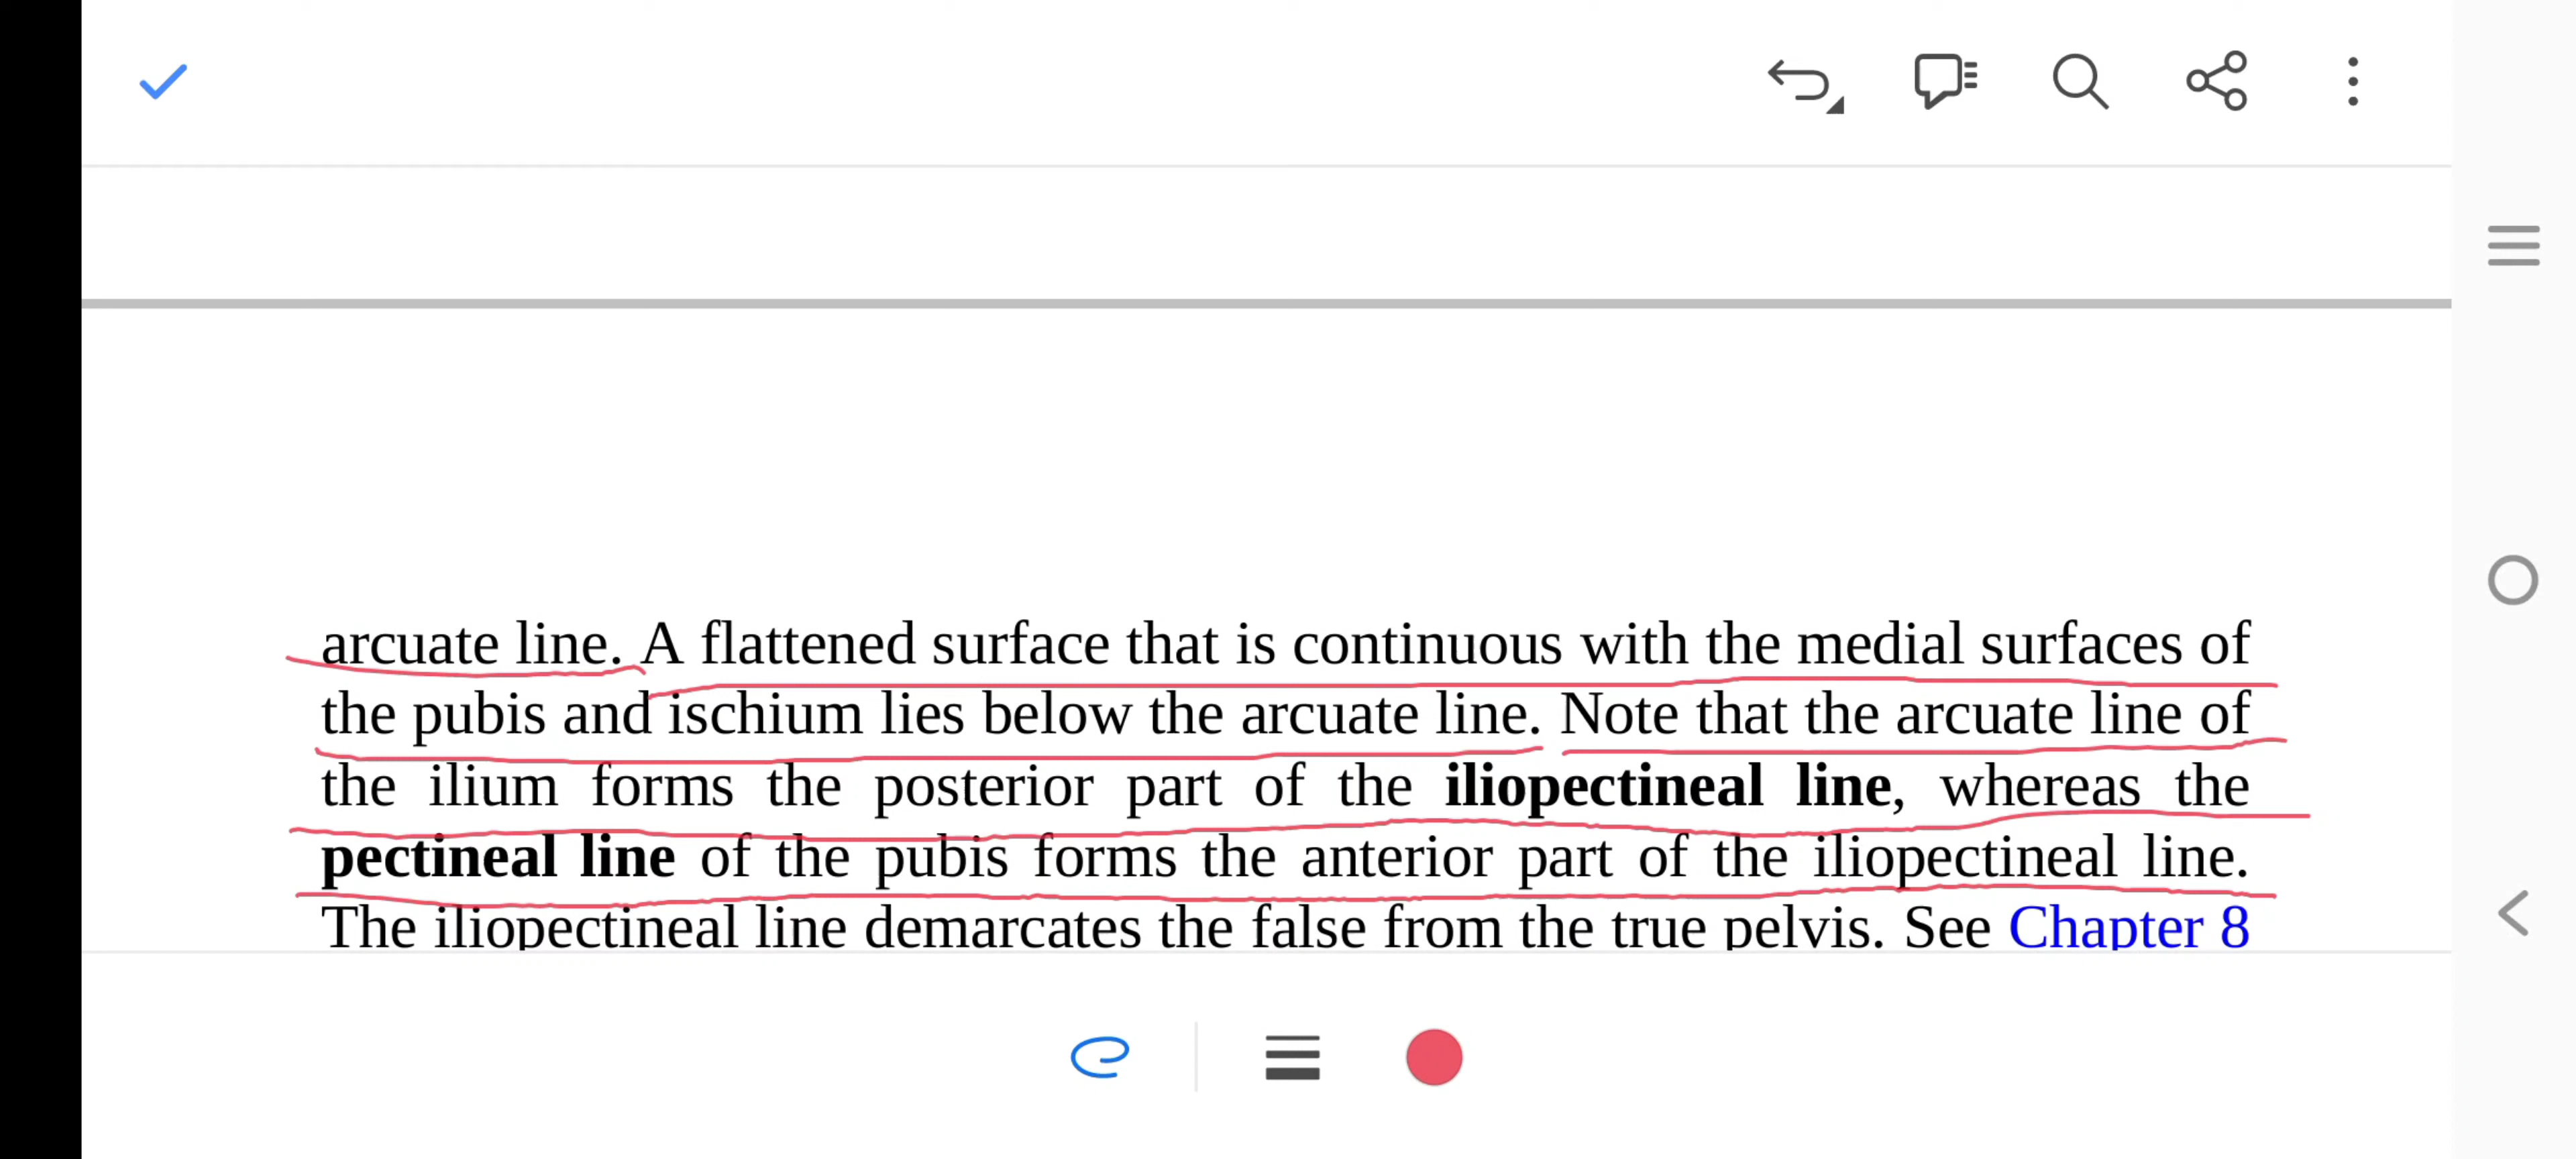 arcuate line. A flattened surface that is continuous with the medial surfaces of
the pubis and ischium lies below the arcuate line. Note that the arcuate line of
the ilium forms the posterior part of the iliopectineal line, whereas the
pectineal line of the pubis forms the anterior part of the iliopectineal line.
The iliopectineal line demarcates the false from the true pelvis. See Chapter 8